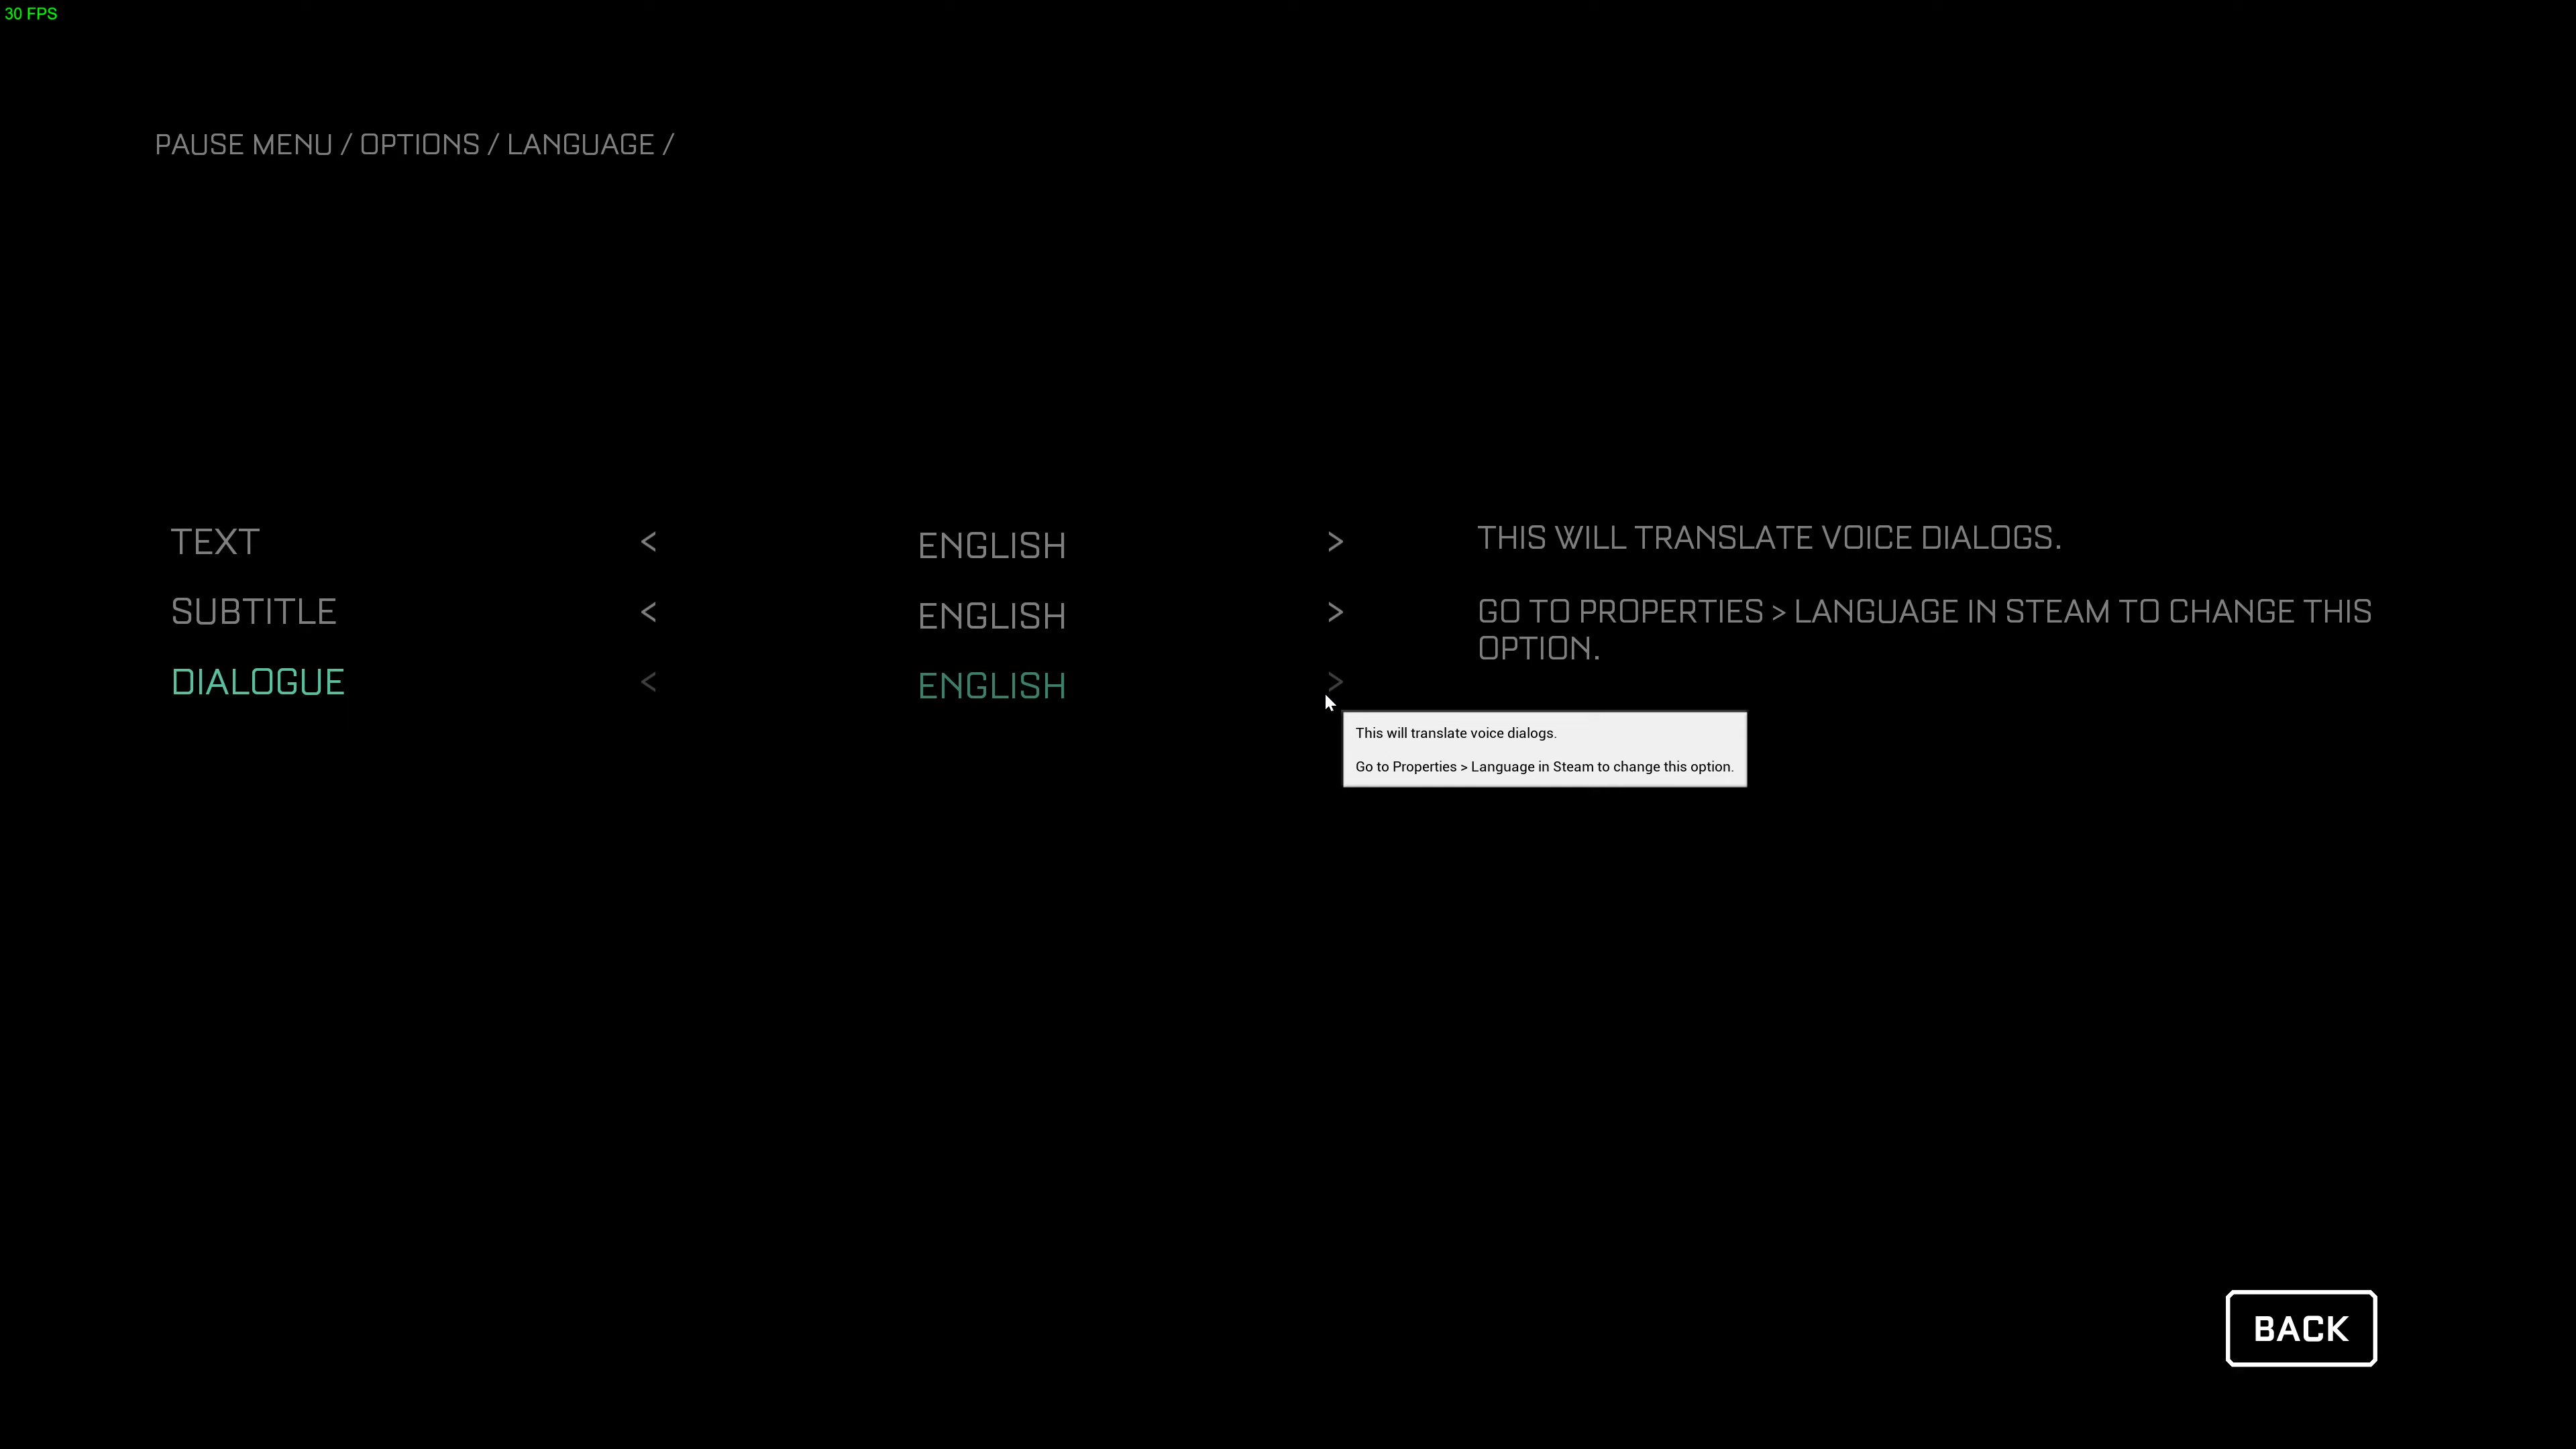 30 FPS
PAUSE MENU / OPTIONS / LANGUAGE /
TEXT < ENGLISH >
SUBTITLE < ENGLISH >
DIALOGUE < ENGLISH >
THIS WILL TRANSLATE VOICE DIALOGS.
GO TO PROPERTIES > LANGUAGE IN STEAM TO CHANGE THIS
OPTION.
This will translate voice dialogs.
Go to Properties > Language in Steam to change this option.
BACK